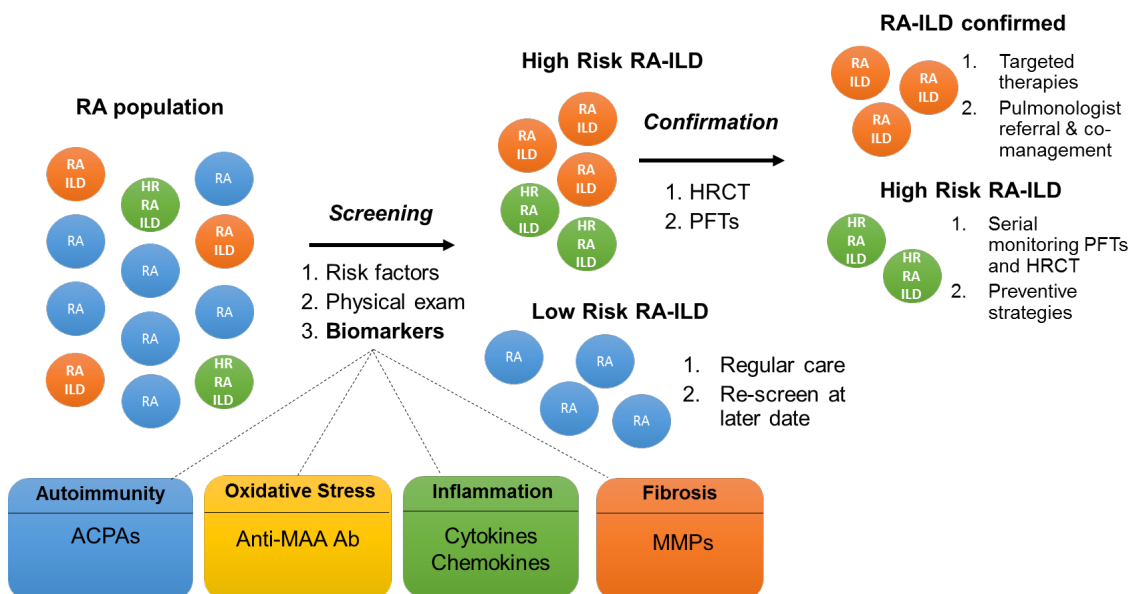 RA population
RA
ILD
HR
RA
ILD
RA
RA
RA
RA
ILD
RA
RA
RA
RA
RA
ILD
RA
HR
RA
ILD
Screening
1. Risk factors
2. Physical exam
3. Biomarkers
High Risk RA-ILD
RA
ILD
RA
ILD
RA
ILD
HR
RA
ILD
HR
RA
ILD
Low Risk RA-ILD
RA
RA
RA
RA
1. Regular care
2. Re-screen at
later date
Confirmation
1. HRCT
2. PFTs
RA-ILD confirmed
RA
ILD
RA
ILD
RA
ILD
1. Targeted
therapies
2. Pulmonologist
referral & co-
management
High Risk RA-ILD
HR
RA
ILD
HR
RA
ILD
1. Serial
monitoring PFTs
and HRCT
2. Preventive
strategies
Autoimmunity
ACPAs
Oxidative Stress
Anti-MAA Ab
Inflammation
Cytokines
Chemokines
Fibrosis
MMPs